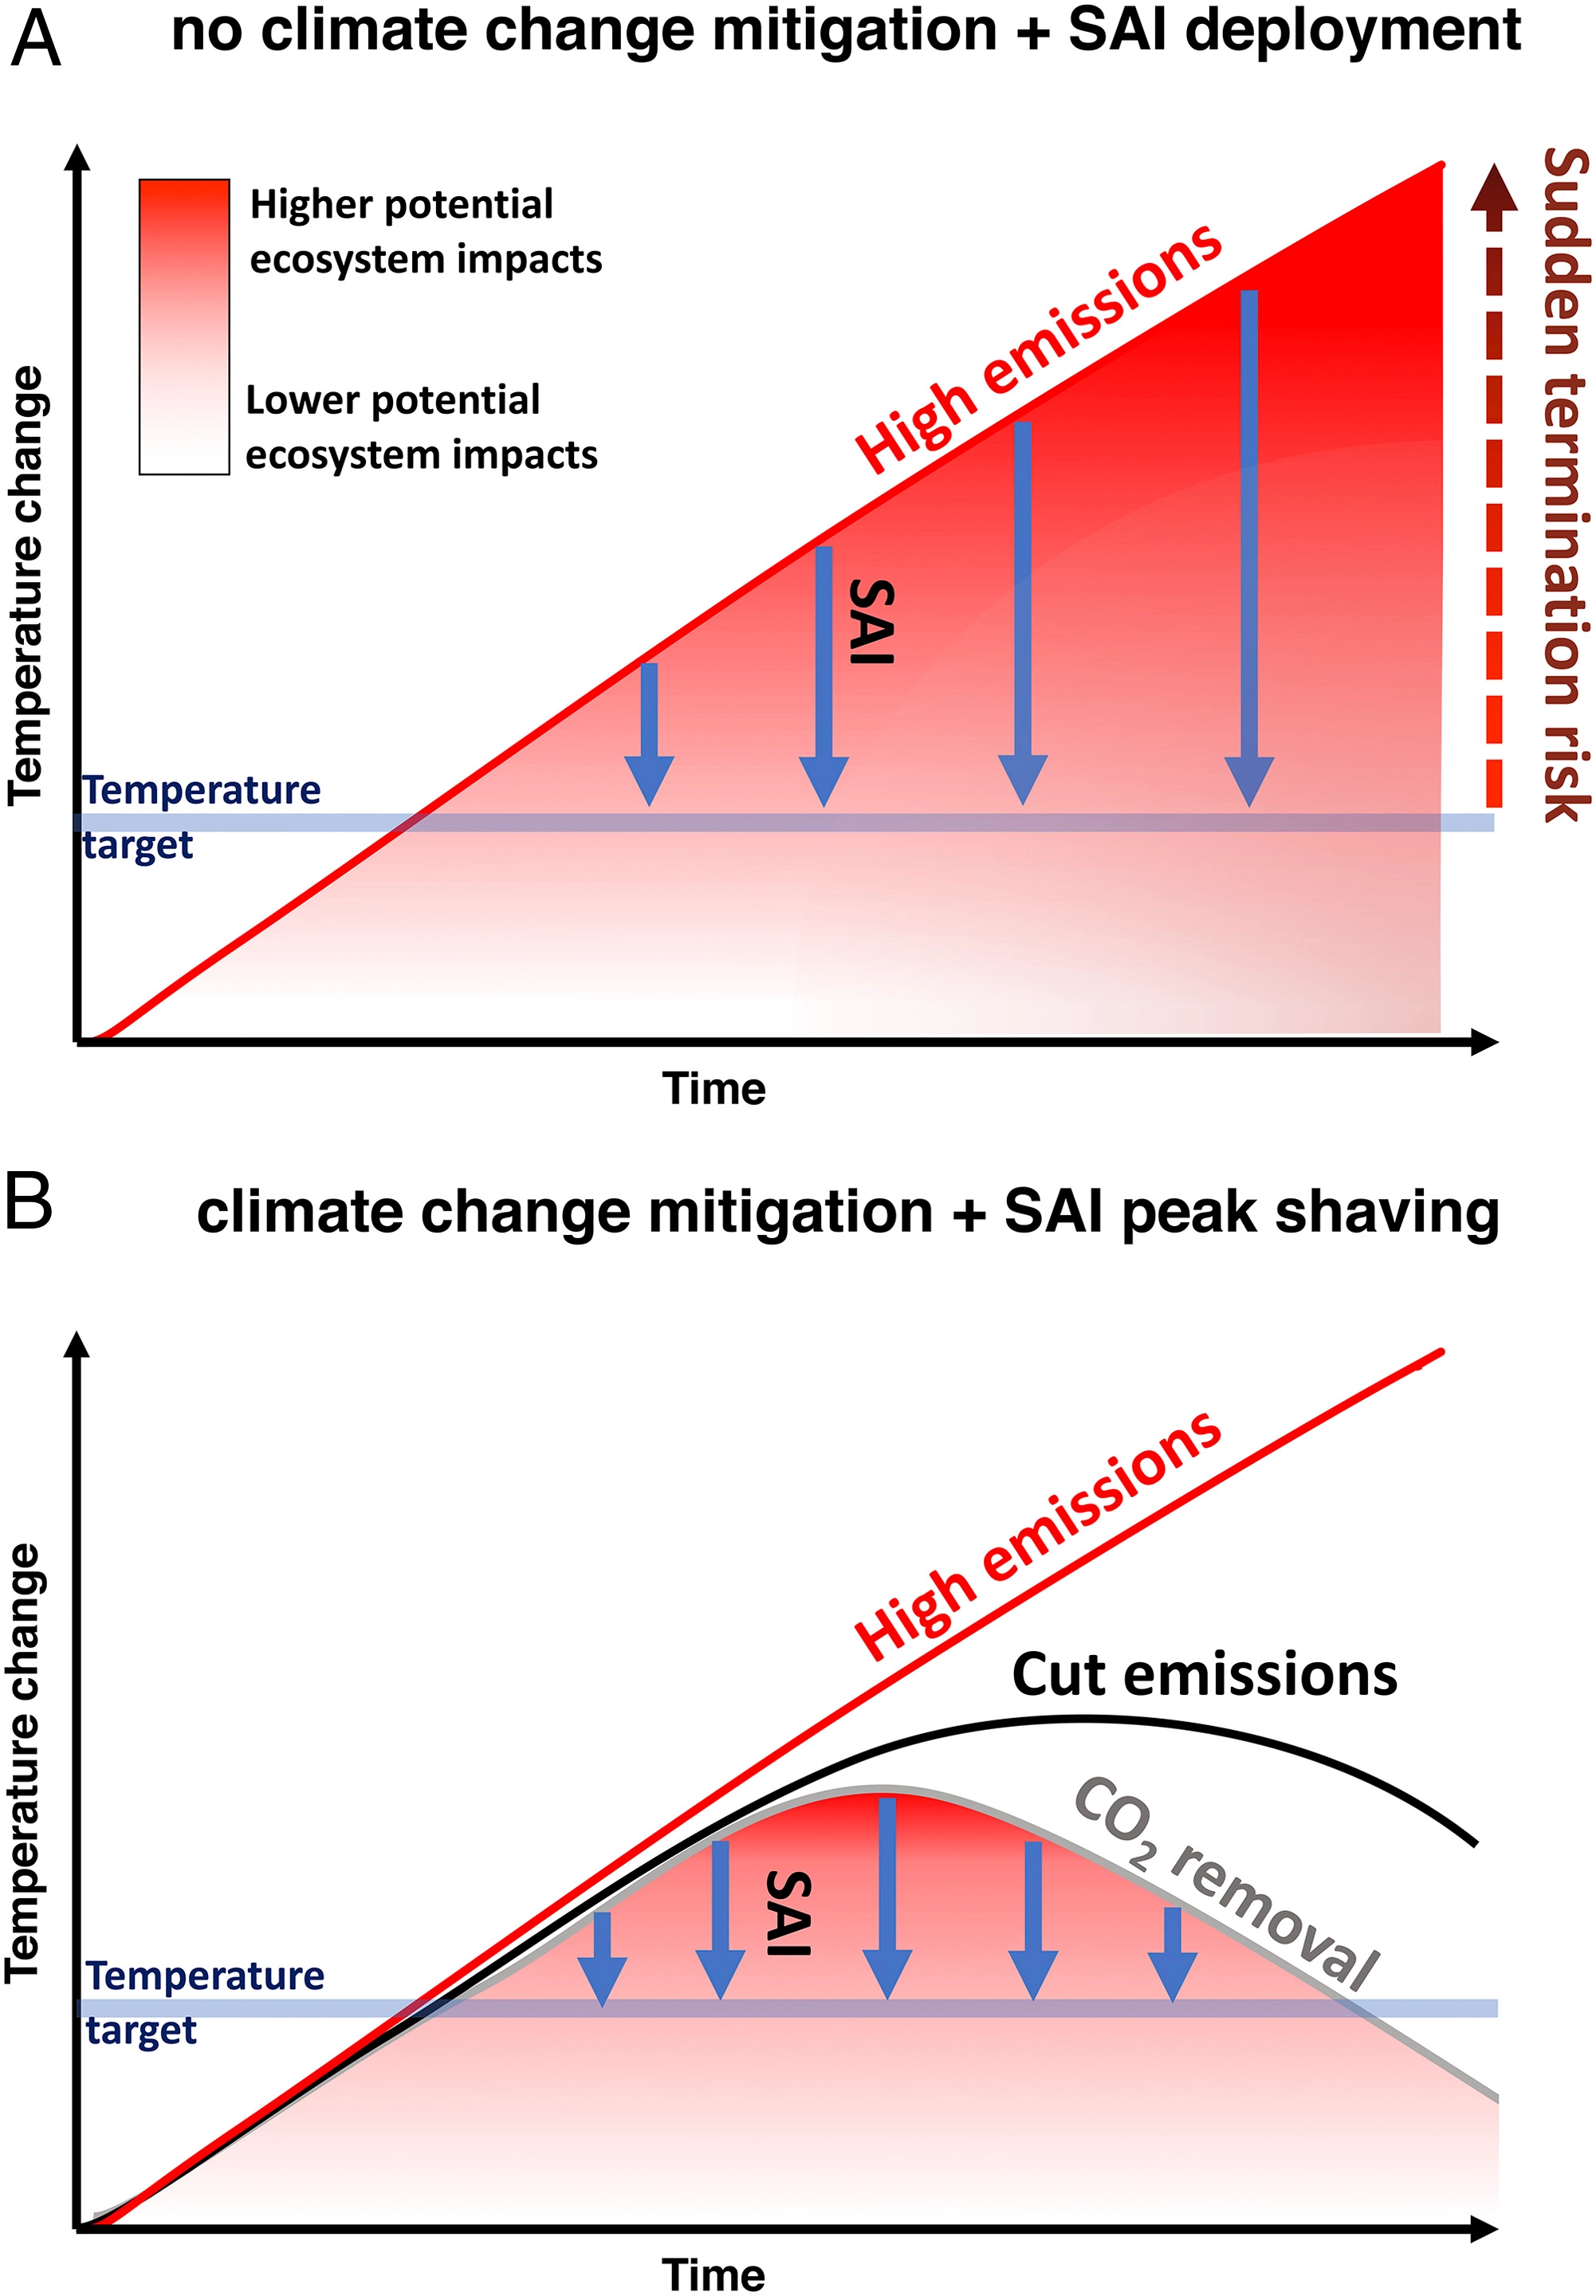 A
no climate change mitigation + SAI deployment
Higher potential
ecosystem impacts
Lower potential
ecosystem impacts
High emissions
SAI
Sudden termination risk
Temperature change
Temperature
target
Time
B
climate change mitigation + SAI peak shaving
High emissions
Cut emissions
CO₂ removal
SAI
Temperature change
Temperature
target
Time